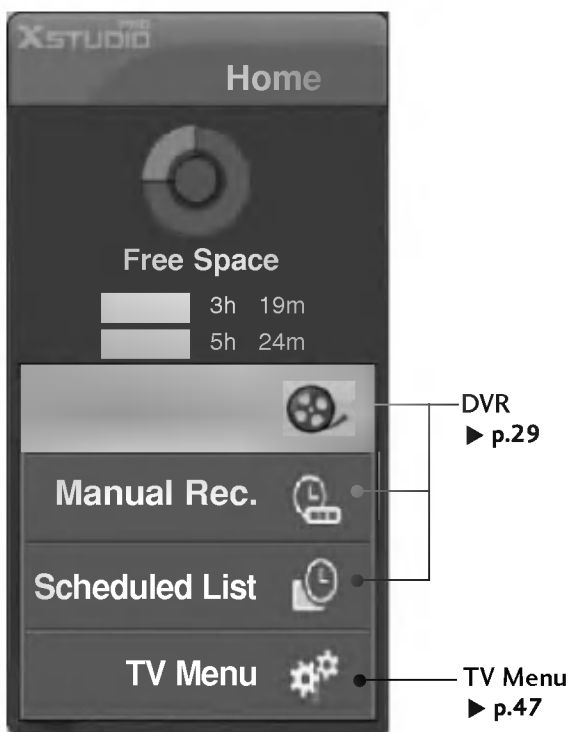 XSTUDIO PRO
Home
Free Space
3h 19m
5h 24m
DVR
▶ p.29
Manual Rec.
Scheduled List
TV Menu
TV Menu
▶ p.47